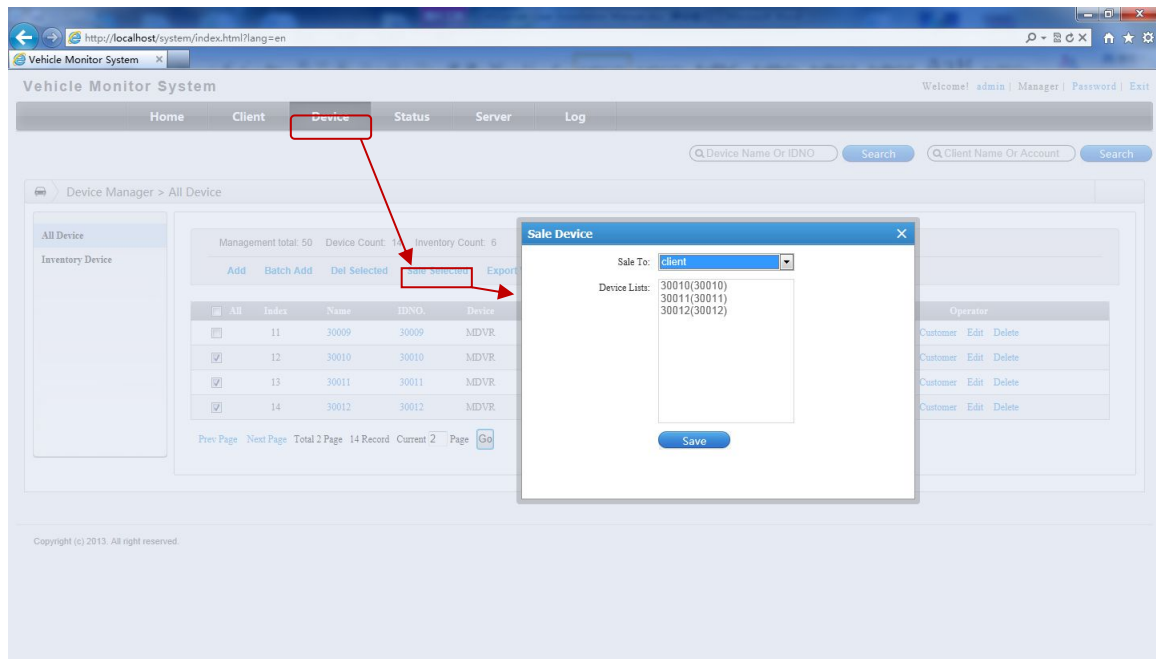 http://localhost/system/index.html?lang=en
Vehicle Monitor System
Vehicle Monitor System
Welcome! admin | Manager | Password | Exit
Home Client Device Status Server Log
Device Name Or IDNO Search Client Name Or Account Search
Device Manager > All Device
All Device
Inventory Device
Management total: 50 Device Count: 14 Inventory Count: 6
Add Batch Add Del Selected Sale Selected Export
All Index Name IDNO. Device Operator
11 30009 30009 MDVR Customer Edit Delete
12 30010 30010 MDVR Customer Edit Delete
13 30011 30011 MDVR Customer Edit Delete
14 30012 30012 MDVR Customer Edit Delete
Prev Page Next Page Total 2 Page 14 Record Current 2 Page Go
Sale Device
Sale To: client
Device Lists: 30010(30010)
30011(30011)
30012(30012)
Save
Copyright (c) 2013. All right reserved.